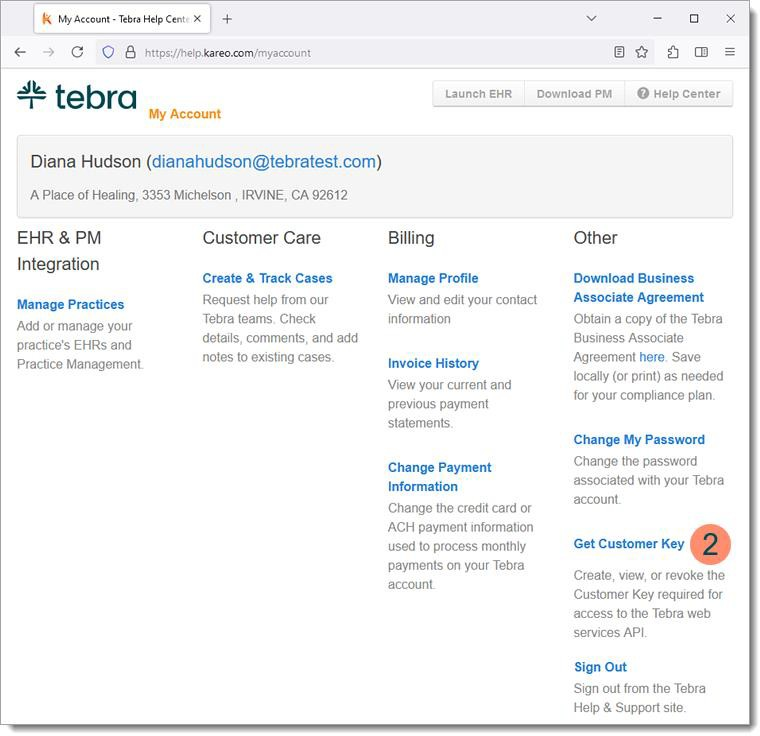 My Account - Tebra Help Cente
https://help.kareo.com/myaccount
tebra
My Account
Launch EHR
Download PM
Help Center
Diana Hudson (dianahudson@tebratest.com)
A Place of Healing, 3353 Michelson , IRVINE, CA 92612
EHR & PM
Integration
Manage Practices
Add or manage your
practice's EHRs and
Practice Management.
Customer Care
Create & Track Cases
Request help from our
Tebra teams. Check
details, comments, and add
notes to existing cases.
Billing
Manage Profile
View and edit your contact
information
Invoice History
View your current and
previous payment
statements.
Change Payment
Information
Change the credit card or
ACH payment information
used to process monthly
payments on your Tebra
account.
Other
Download Business
Associate Agreement
Obtain a copy of the Tebra
Business Associate
Agreement here. Save
locally (or print) as needed
for your compliance plan.
Change My Password
Change the password
associated with your Tebra
account.
Get Customer Key
2
Create, view, or revoke the
Customer Key required for
access to the Tebra web
services API.
Sign Out
Sign out from the Tebra
Help & Support site.